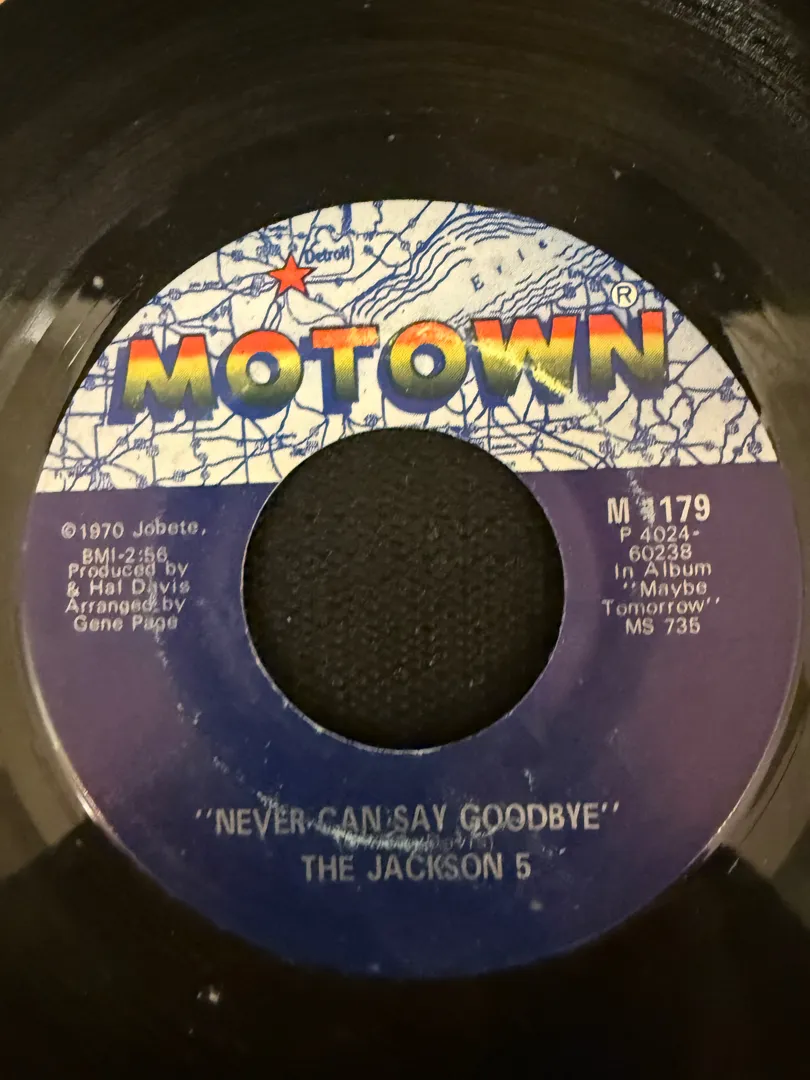 Detroit
Erie
MOTOWN
®
©1970 Jobete,
BMI-2:56
Produced by
& Hal Davis
Arranged by
Gene Page
M 1179
P 4024-
60238
In Album
"Maybe
Tomorrow"
MS 735
"NEVER CAN SAY GOODBYE"
THE JACKSON 5